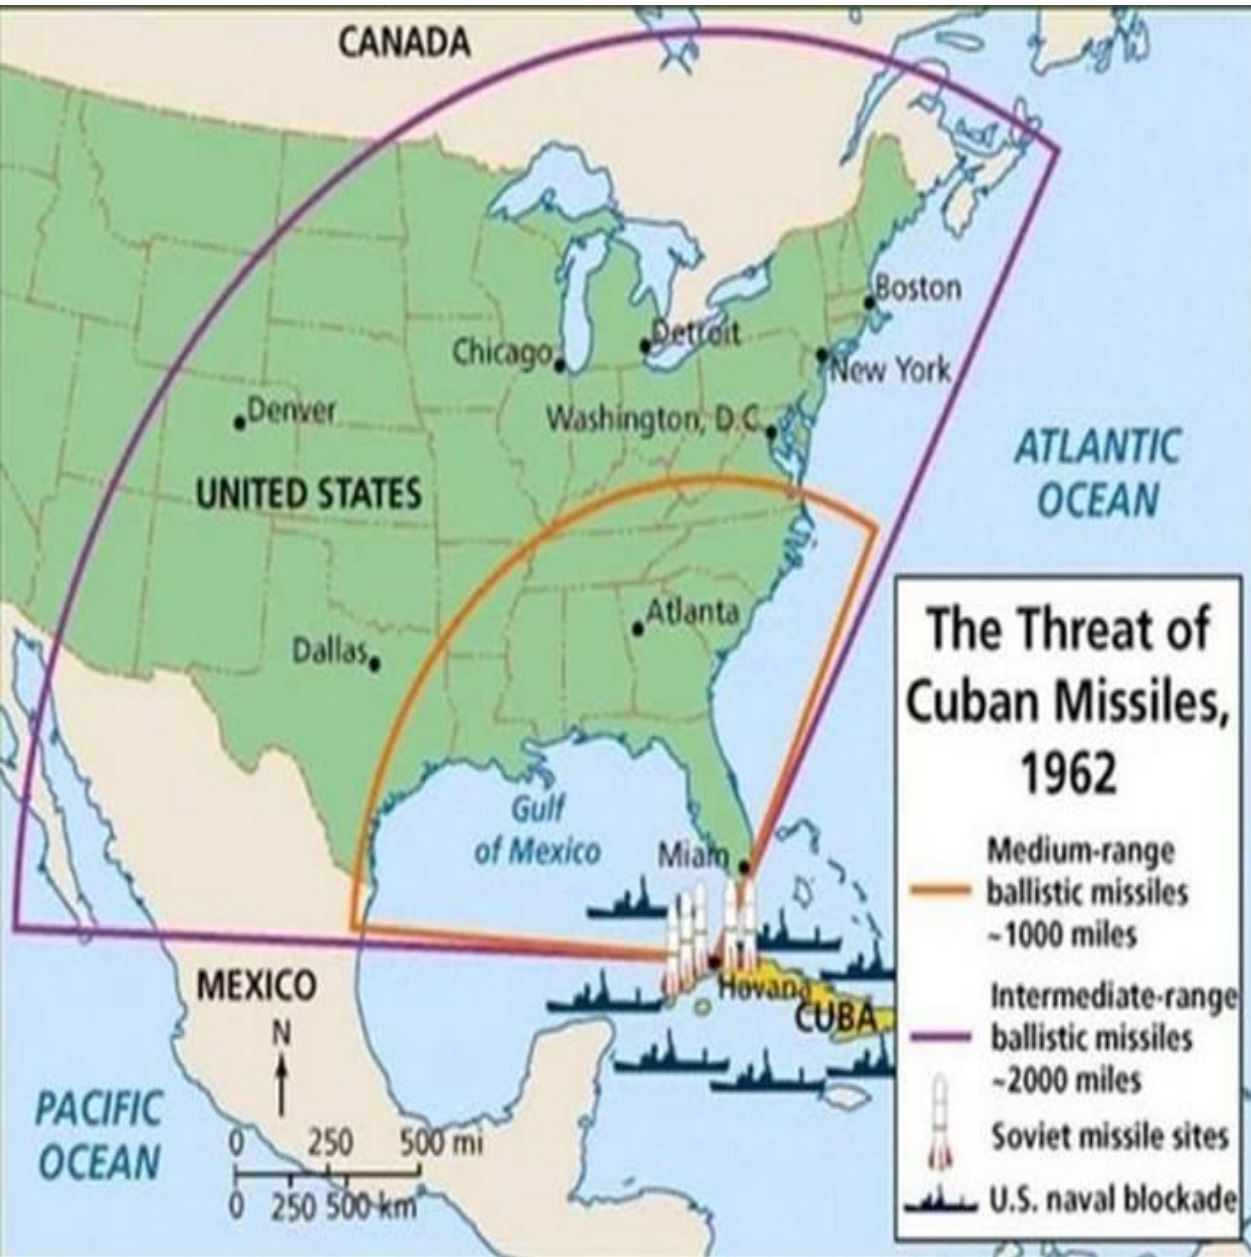 CANADA
Boston
Detroit
Chicago
New York
Denver
Washington, D.C.
ATLANTIC
OCEAN
UNITED STATES
Atlanta
Dallas
Gulf
of Mexico
Miami
Havana
CUBA
MEXICO
N
PACIFIC
OCEAN
0 250 500 mi
0 250 500 km
The Threat of
Cuban Missiles,
1962
Medium-range
ballistic missiles
~1000 miles
Intermediate-range
ballistic missiles
~2000 miles
Soviet missile sites
U.S. naval blockade